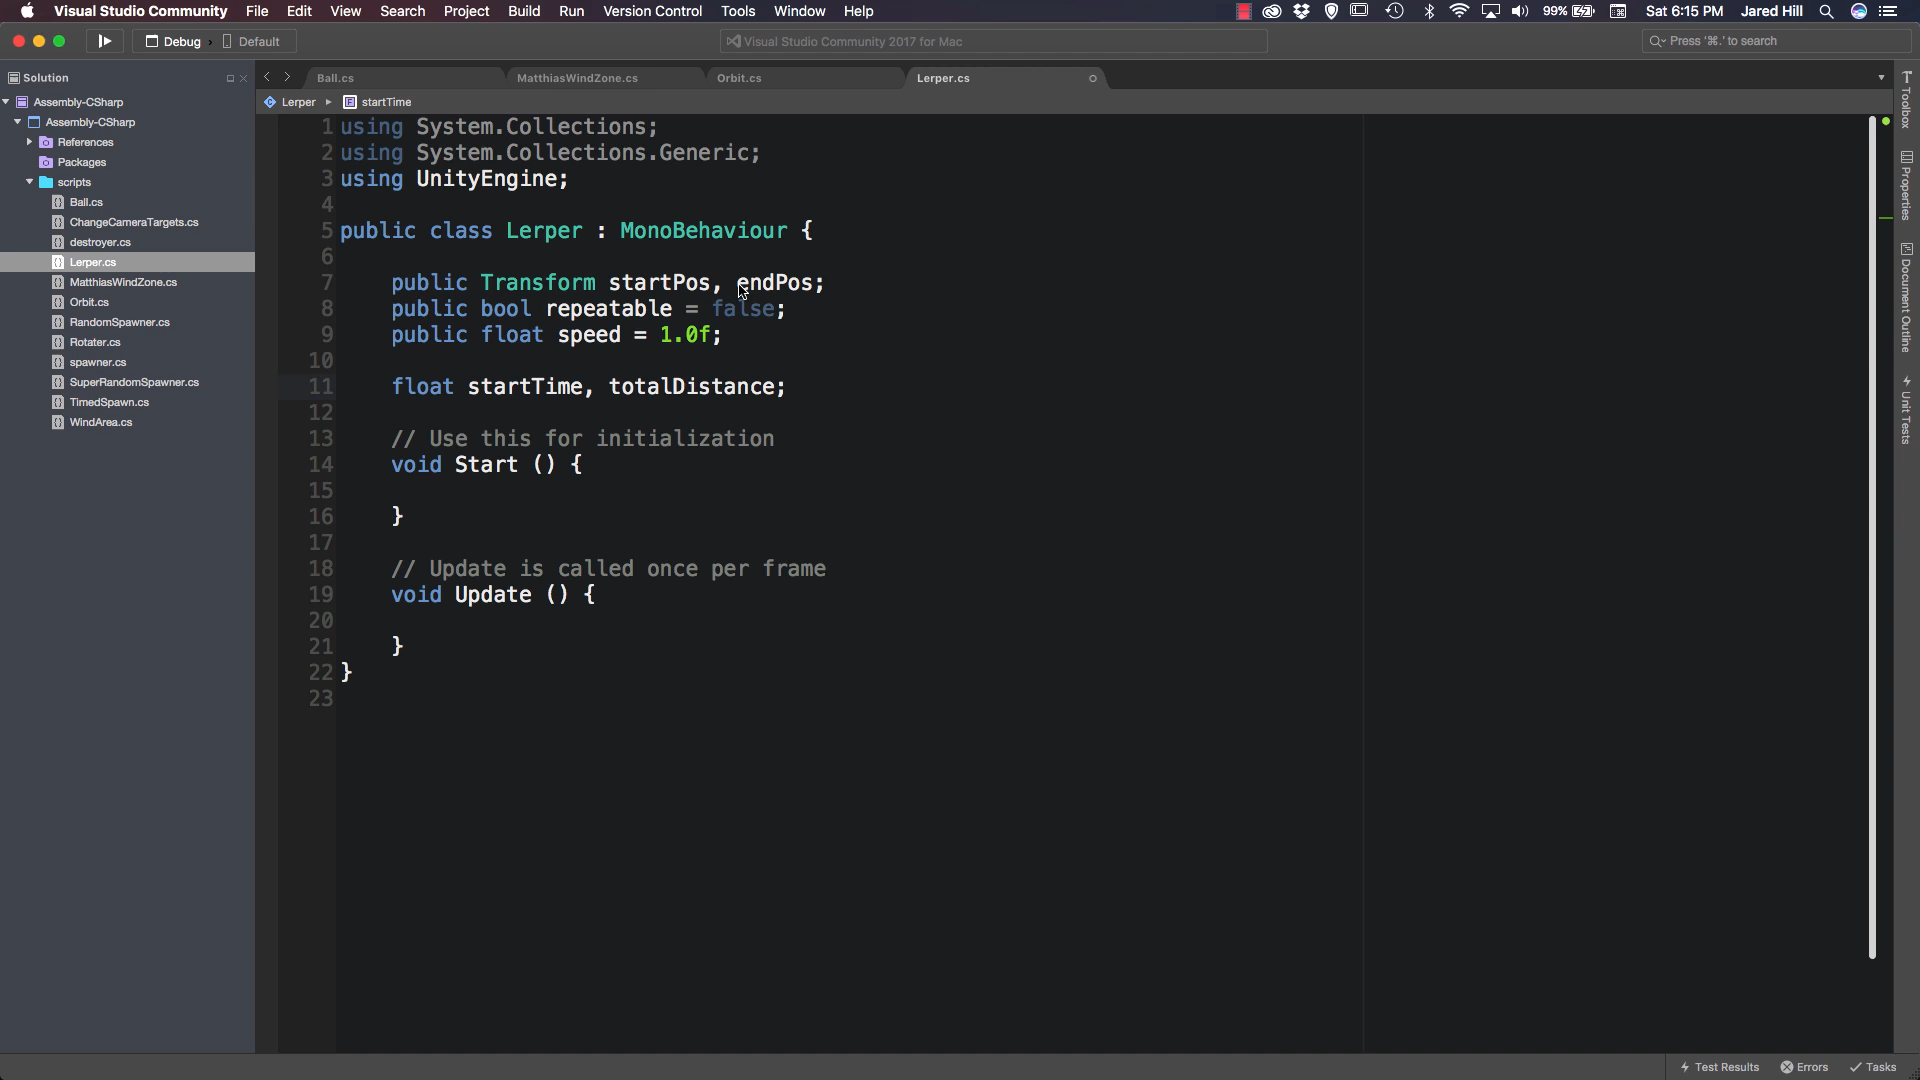 Visual Studio Community File Edit View Search Project Build Run Version Control Tools Window Help 99% Sat 6:15 PM Jared Hill
Debug Default Visual Studio Community 2017 for Mac Press '⌘.' to search
Solution
Assembly-CSharp
Assembly-CSharp
References
Packages
scripts
Ball.cs
ChangeCameraTargets.cs
destroyer.cs
Lerper.cs
MatthiasWindZone.cs
Orbit.cs
RandomSpawner.cs
Rotater.cs
spawner.cs
SuperRandomSpawner.cs
TimedSpawn.cs
WindArea.cs
Ball.cs MatthiasWindZone.cs Orbit.cs Lerper.cs
Lerper startTime
1 using System.Collections;
2 using System.Collections.Generic;
3 using UnityEngine;
4
5 public class Lerper : MonoBehaviour {
6
7 public Transform startPos, endPos;
8 public bool repeatable = false;
9 public float speed = 1.0f;
10
11 float startTime, totalDistance;
12
13 // Use this for initialization
14 void Start () {
15
16 }
17
18 // Update is called once per frame
19 void Update () {
20
21 }
22 }
23
Toolbox
Properties
Document Outline
Unit Tests
Test Results Errors Tasks